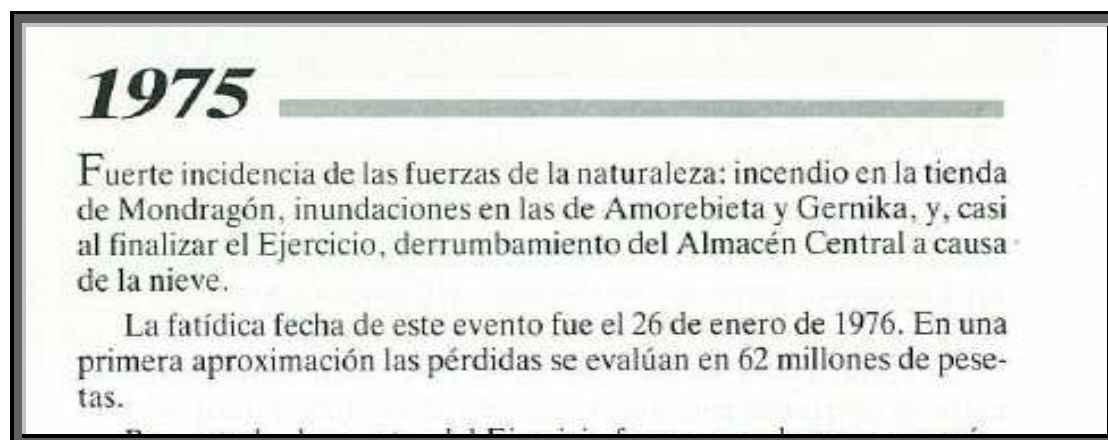 1975
Fuerte incidencia de las fuerzas de la naturaleza: incendio en la tienda
de Mondragón, inundaciones en las de Amorebieta y Gernika, y, casi
al finalizar el Ejercicio, derrumbamiento del Almacén Central a causa
de la nieve.
La fatídica fecha de este evento fue el 26 de enero de 1976. En una
primera aproximación las pérdidas se evalúan en 62 millones de pese-
tas.